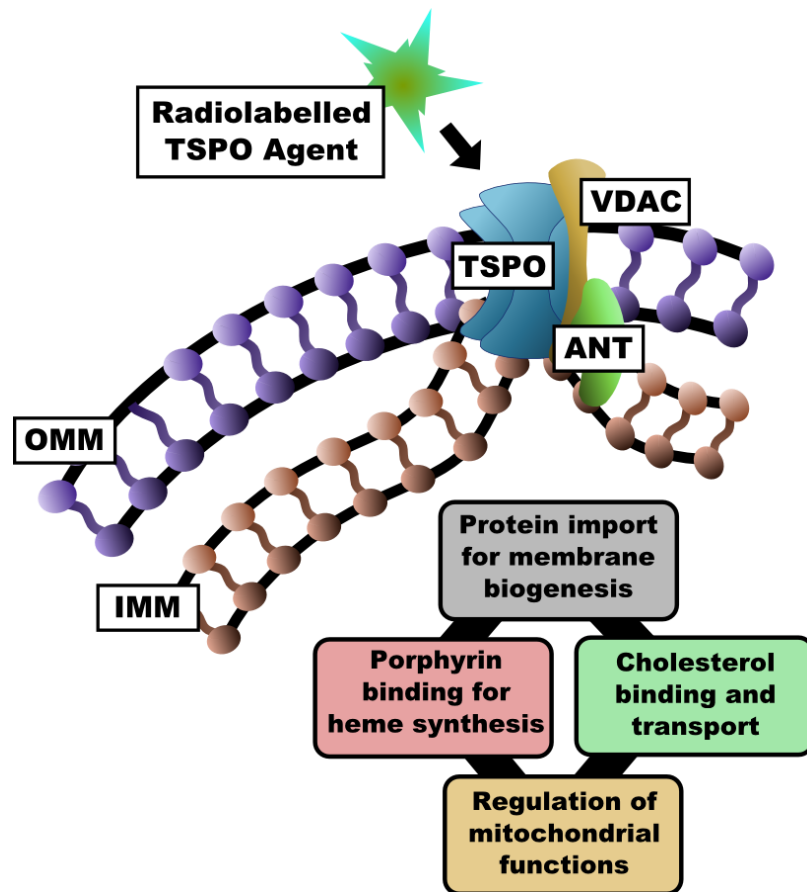 Radiolabelled
TSPO Agent
VDAC
TSPO
ANT
OMM
IMM
Protein import
for membrane
biogenesis
Porphyrin
binding for
heme synthesis
Cholesterol
binding and
transport
Regulation of
mitochondrial
functions